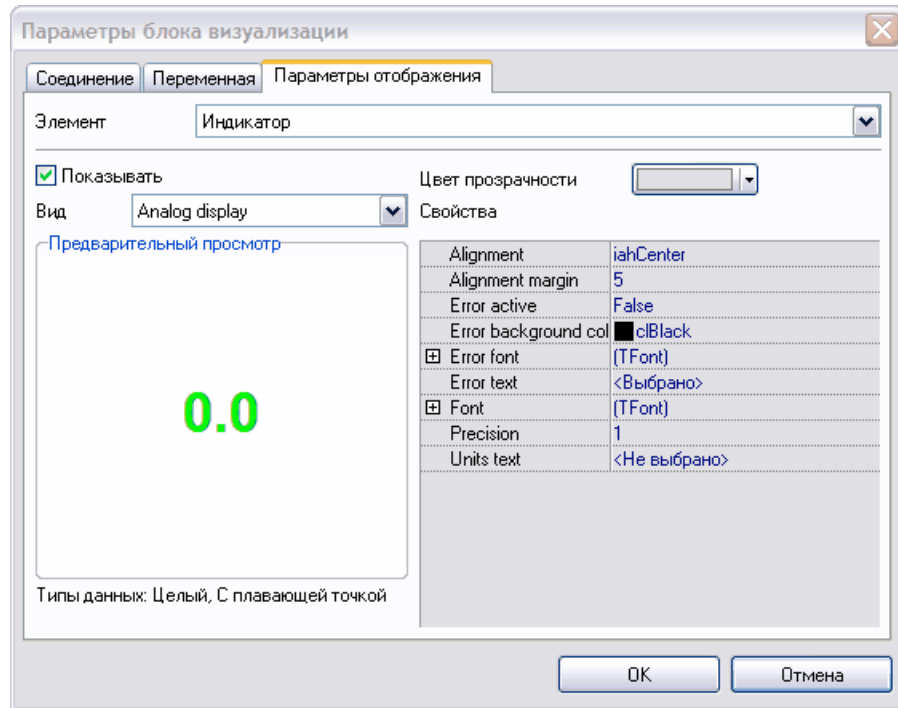 Параметры блока визуализации
Соединение Переменная Параметры отображения
Элемент Индикатор
Показывать Цвет прозрачности
Вид Analog display Свойства
Предварительный просмотр
Alignment iahCenter
Alignment margin 5
Error active False
Error background col clBlack
Error font (TFont)
Error text <Выбрано>
Font (TFont)
Precision 1
Units text <Не выбрано>
0.0
Типы данных: Целый, С плавающей точкой
OK Отмена